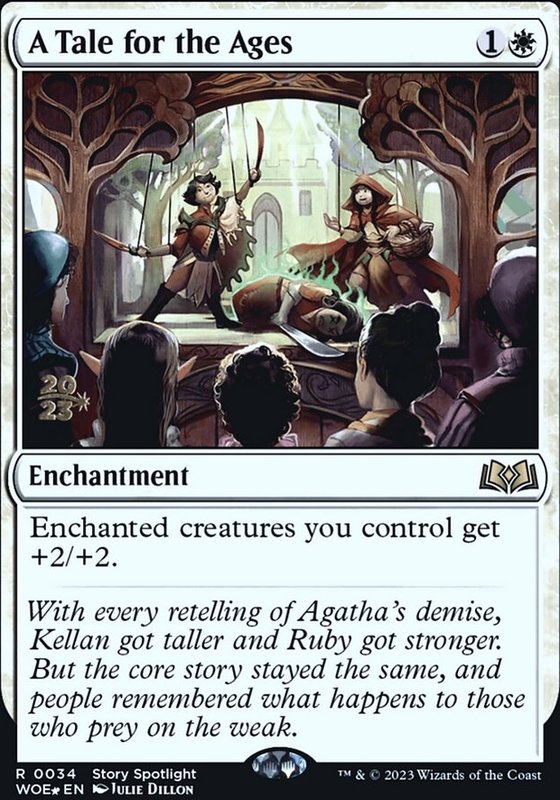 A Tale for the Ages 1
20
23
Enchantment
Enchanted creatures you control get
+2/+2.
With every retelling of Agatha's demise,
Kellan got taller and Ruby got stronger.
But the core story stayed the same, and
people remembered what happens to those
who prey on the weak.
R 0034 Story Spotlight
™ & © 2023 Wizards of the Coast
WOE★EN Julie Dillon